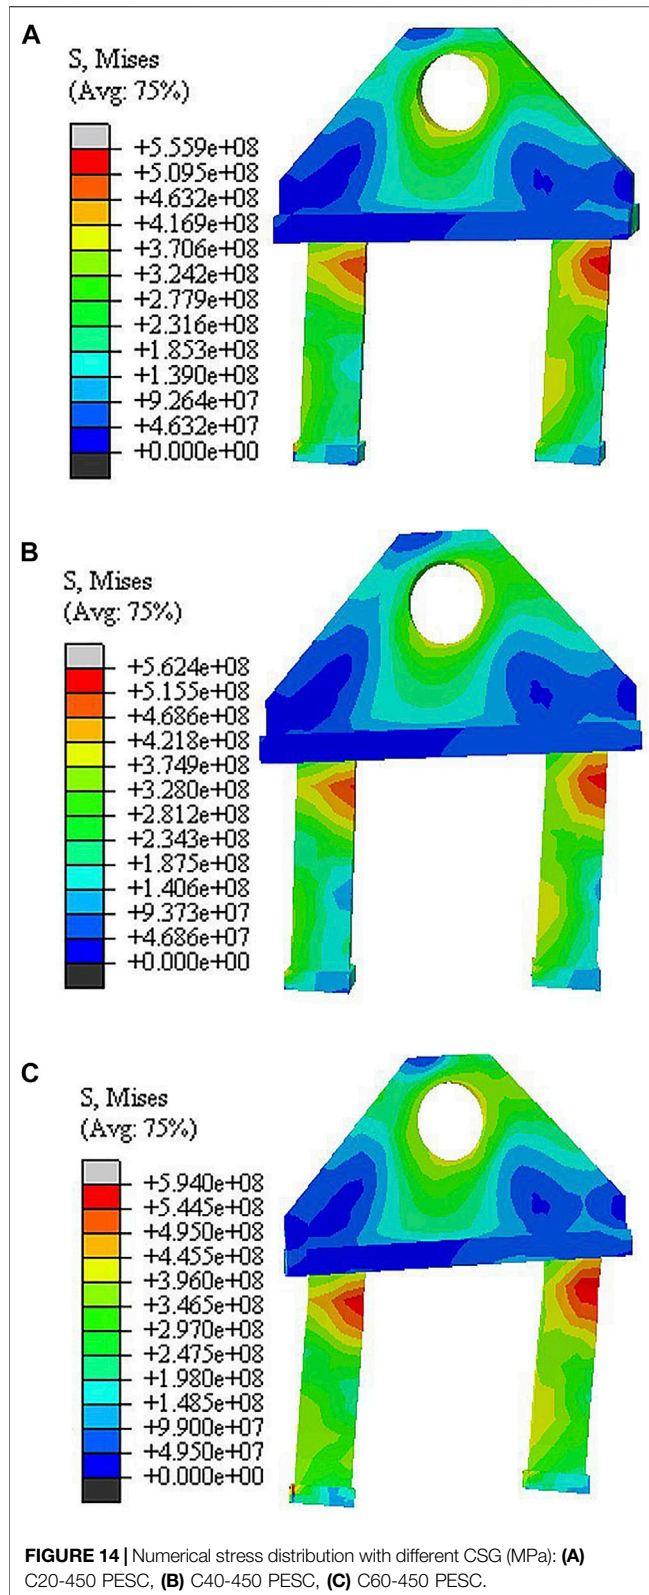 A
S, Mises
(Avg: 75%)
+5.559e+08
+5.095e+08
+4.632e+08
+4.169e+08
+3.706e+08
+3.242e+08
+2.779e+08
+2.316e+08
+1.853e+08
+1.390e+08
+9.264e+07
+4.632e+07
+0.000e+00
B
S, Mises
(Avg: 75%)
+5.624e+08
+5.155e+08
+4.686e+08
+4.218e+08
+3.749e+08
+3.280e+08
+2.812e+08
+2.343e+08
+1.875e+08
+1.406e+08
+9.373e+07
+4.686e+07
+0.000e+00
C
S, Mises
(Avg: 75%)
+5.940e+08
+5.445e+08
+4.950e+08
+4.455e+08
+3.960e+08
+3.465e+08
+2.970e+08
+2.475e+08
+1.980e+08
+1.485e+08
+9.900e+07
+4.950e+07
+0.000e+00
FIGURE 14 | Numerical stress distribution with different CSG (MPa): (A)
C20-450 PESC, (B) C40-450 PESC, (C) C60-450 PESC.